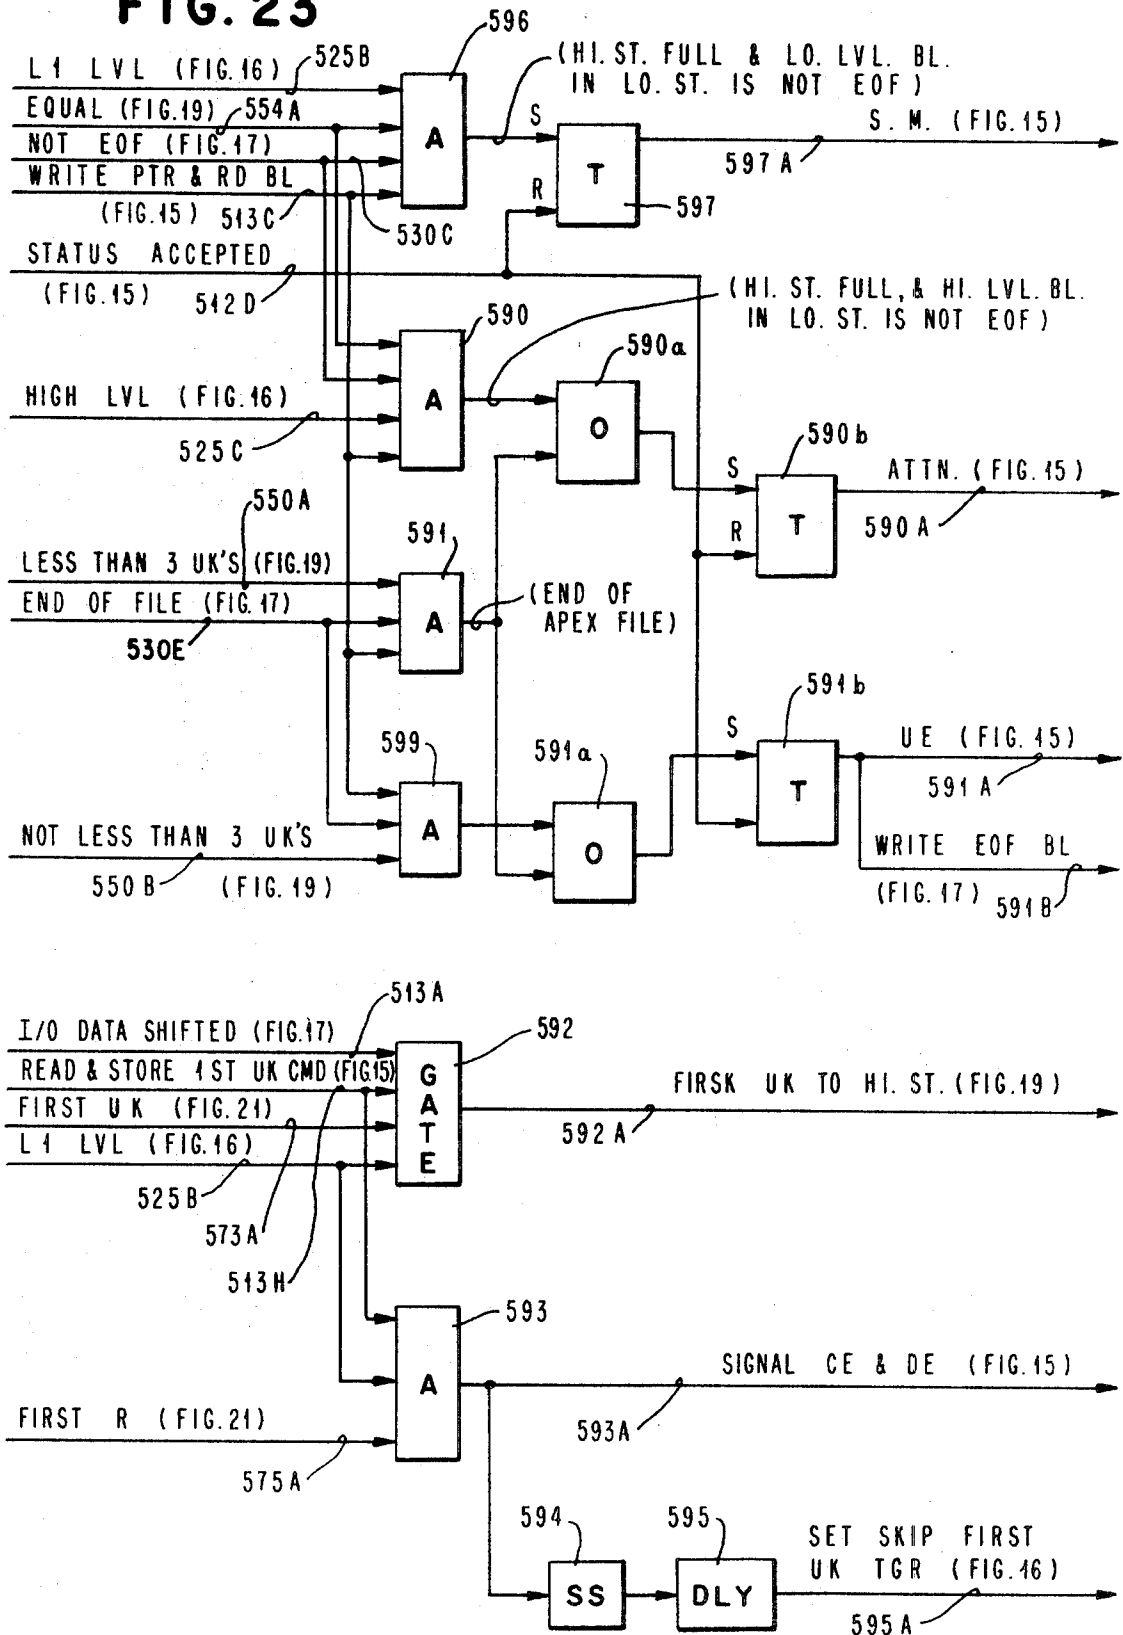 FIG. 23
596
L1 LVL (FIG. 16)
525B
(HI. ST. FULL & LO. LVL. BL.
IN LO. ST. IS NOT EOF)
EQUAL (FIG. 19)
554A
NOT EOF (FIG. 17)
WRITE PTR & RD BL
(FIG. 15)
513C
530C
A
S
R
T
597
S. M. (FIG. 15)
597A
STATUS ACCEPTED
(FIG. 15)
512D
590
(HI. ST. FULL, & HI. LVL. BL.
IN LO. ST. IS NOT EOF)
590a
HIGH LVL (FIG. 16)
525C
A
O
590b
S
R
T
ATTN. (FIG. 15)
590A
550A
591
LESS THAN 3 UK'S (FIG. 19)
END OF FILE (FIG. 17)
530E
A
(END OF
APEX FILE)
591b
599
591a
S
T
UE (FIG. 15)
591A
A
O
NOT LESS THAN 3 UK'S
550B
(FIG. 19)
WRITE EOF BL
(FIG. 17)
591B
513A
I/O DATA SHIFTED (FIG. 17)
592
READ & STORE 1ST UK CMD (FIG 15)
FIRST UK (FIG. 21)
L1 LVL (FIG. 16)
525B
573A
513H
GATE
FIRSK UK TO HI. ST. (FIG. 19)
592A
593
A
SIGNAL CE & DE (FIG. 15)
593A
FIRST R (FIG. 21)
575A
594
595
SS
DLY
SET SKIP FIRST
UK TGR (FIG. 16)
595A